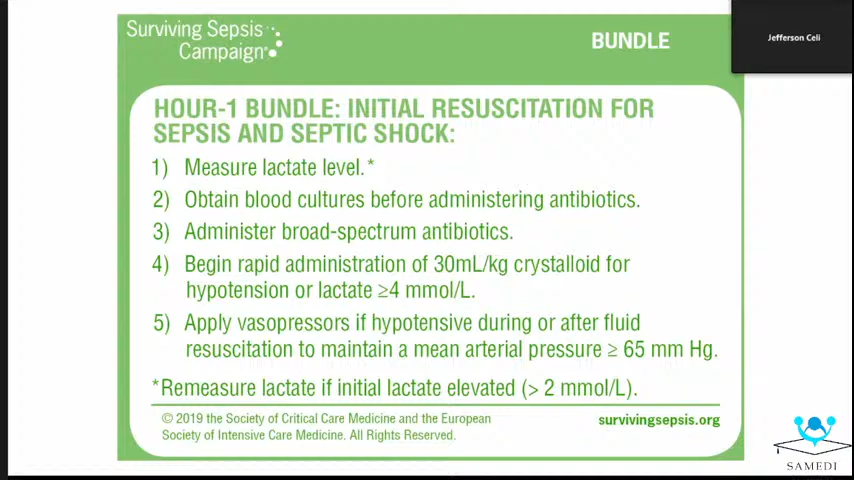 Surviving Sepsis
Campaign
BUNDLE
Jefferson Celi
HOUR-1 BUNDLE: INITIAL RESUSCITATION FOR
SEPSIS AND SEPTIC SHOCK:
1) Measure lactate level.*
2) Obtain blood cultures before administering antibiotics.
3) Administer broad-spectrum antibiotics.
4) Begin rapid administration of 30mL/kg crystalloid for
hypotension or lactate ≥4 mmol/L.
5) Apply vasopressors if hypotensive during or after fluid
resuscitation to maintain a mean arterial pressure ≥ 65 mm Hg.
*Remeasure lactate if initial lactate elevated (> 2 mmol/L).
© 2019 the Society of Critical Care Medicine and the European
Society of Intensive Care Medicine. All Rights Reserved.
survivingsepsis.org
SAMEDI